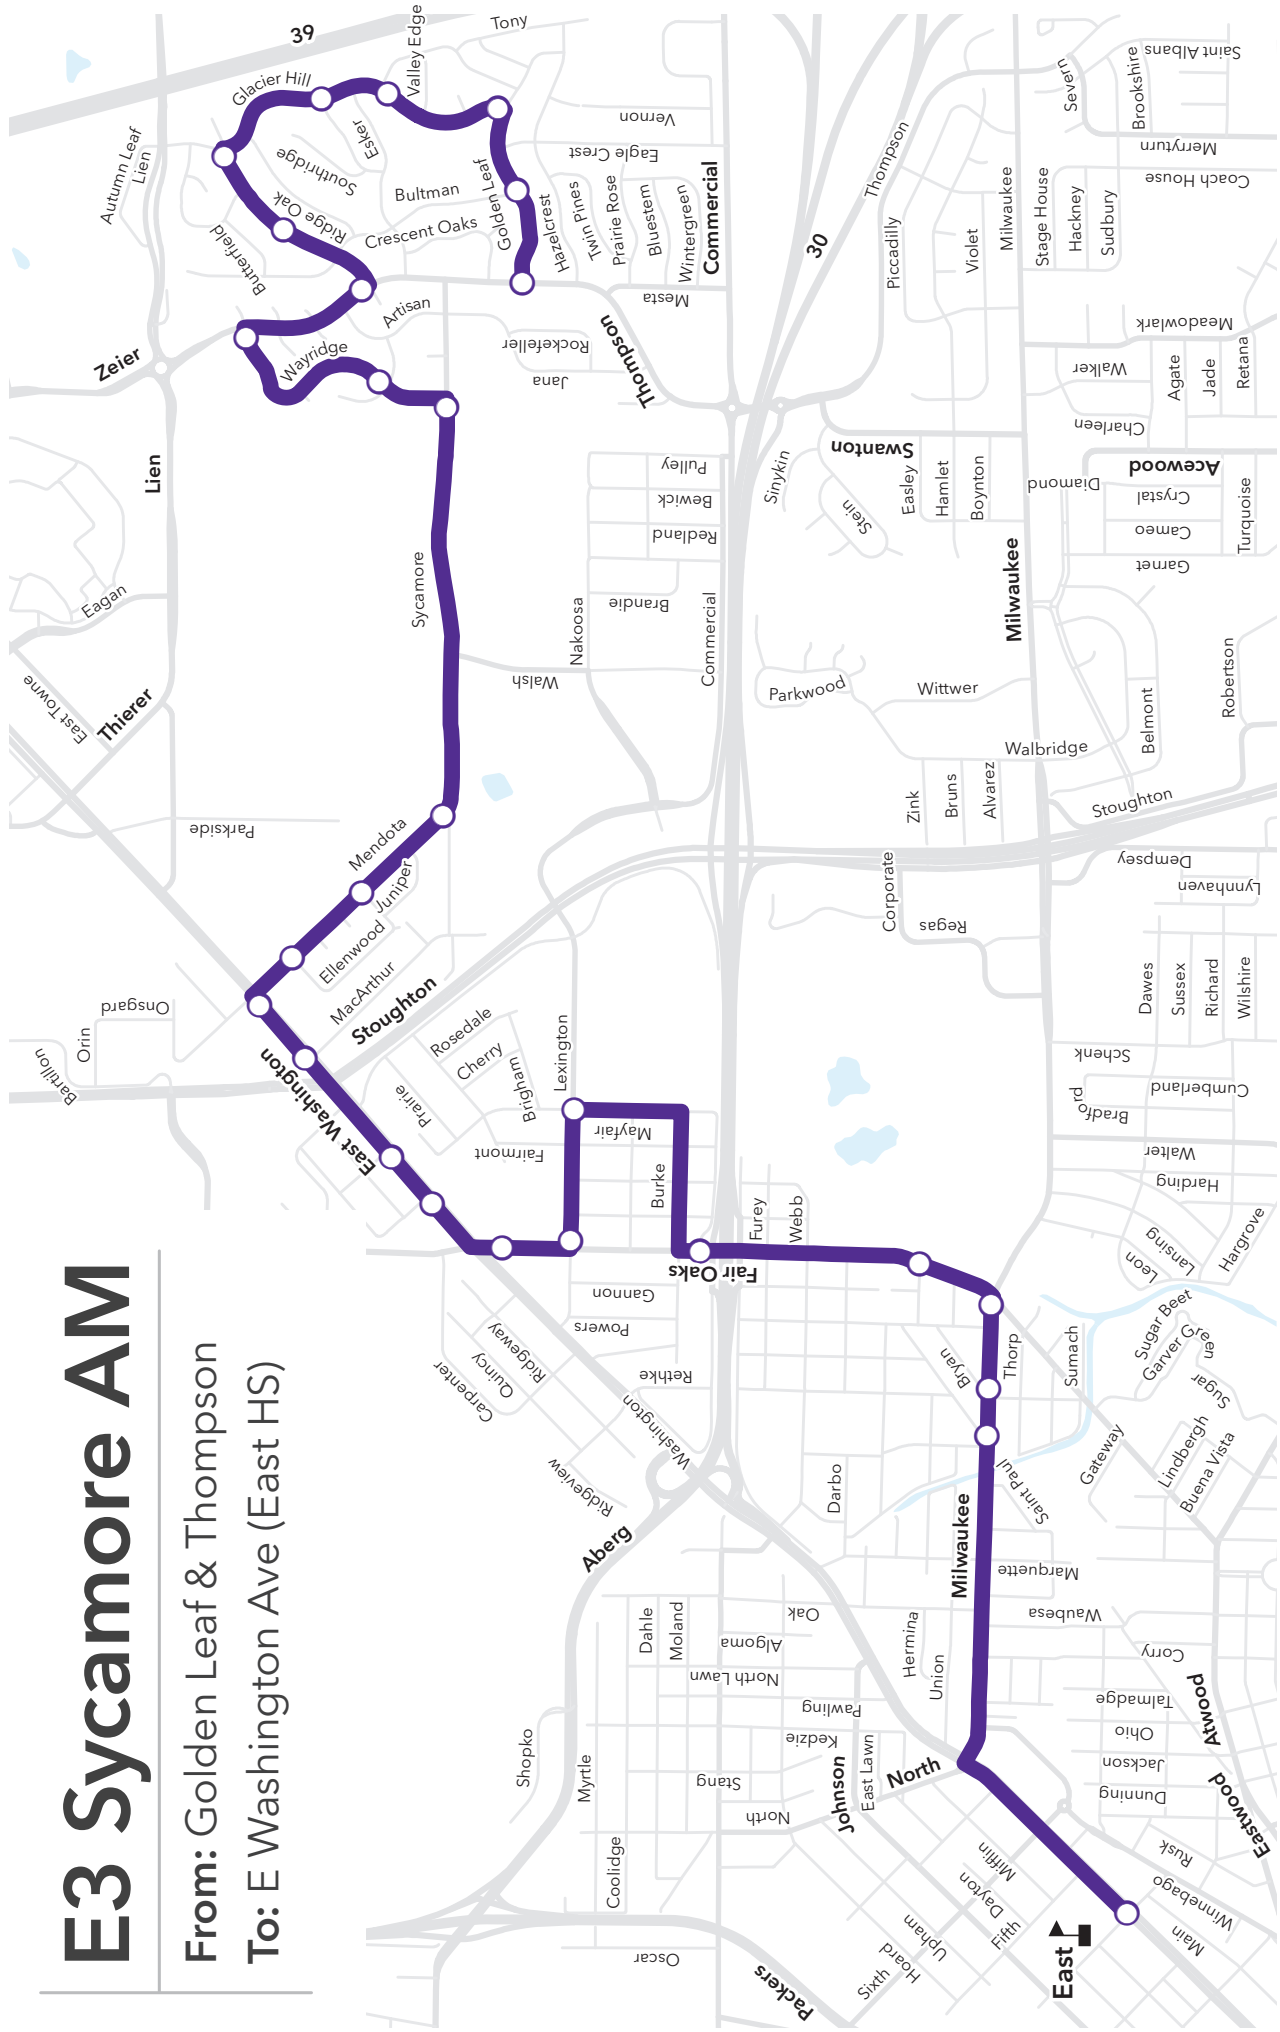 E3 Sycamore AM
From: Golden Leaf & Thompson
To: E Washington Ave (East HS)
39
Tony
Valley Edge
Glacier Hill
Autumn Leaf
Lien
Esker
Southridge
Bultman
Golden Leaf
Ridge Oak
Crescent Oaks
Butterfield
Artisan
Wayridge
Zeier
Lien
Vernon
Eagle Crest
Hazelcrest
Twin Pines
Prairie Rose
Bluestem
Wintergreen
Commercial
Mesta
Rockefeller
Jana
Thompson
30
Thompson
Piccadilly
Violet
Milwaukee
Severn
Brookshire
Saint Albans
Merryturn
Coach House
Stage House
Hackney
Sudbury
Meadowlark
Walker
Agate
Jade
Retana
Charleen
Acewood
Diamond
Crystal
Cameo
Turquoise
Garnet
Swanton
Sinykin
Stein
Easley
Hamlet
Boynton
Milwaukee
Pulley
Bewick
Redland
Brandie
Nakoosa
Commercial
Walsh
Sycamore
Eagan
East Towne
Thierer
Parkside
Mendota
Juniper
Ellenwood
MacArthur
Stoughton
Parkwood
Wittwer
Walbridge
Belmont
Robertson
Zink
Bruns
Alvarez
Stoughton
Corporate
Regas
Dempsey
Lynnhaven
Dawes
Sussex
Richard
Wilshire
Schenk
Cumberland
Bradford
Walter
Harding
Hargrove
Lansing
Leon
Onsgard
Orin
Bartillon
East Washington
Rosedale
Cherry
Brigham
Prairie
Fairmont
Lexington
Mayfair
Burke
Furey
Webb
Fair Oaks
Gannon
Powers
Rethke
Ridgeway
Quincy
Carpenter
Washington
Ridgeview
Aberg
Bryan
Thorp
Sumach
Sugar Beet
Garver Green
Sugar
Gateway
Lindbergh
Buena Vista
Saint Paul
Darbo
Milwaukee
Marquette
Waubesa
Corry
Talmadge
Ohio
Jackson
Dunning
Atwood
Eastwood
Rusk
Winnebago
Main
Hermina
Union
Oak
Algoma
North Lawn
Dahle
Moland
Pawling
Kedzie
East Lawn
Johnson
North
Stang
North
Shopko
Myrtle
Coolidge
Oscar
Packers
Mifflin
Dayton
Fifth
Upham
Hoard
Sixth
East